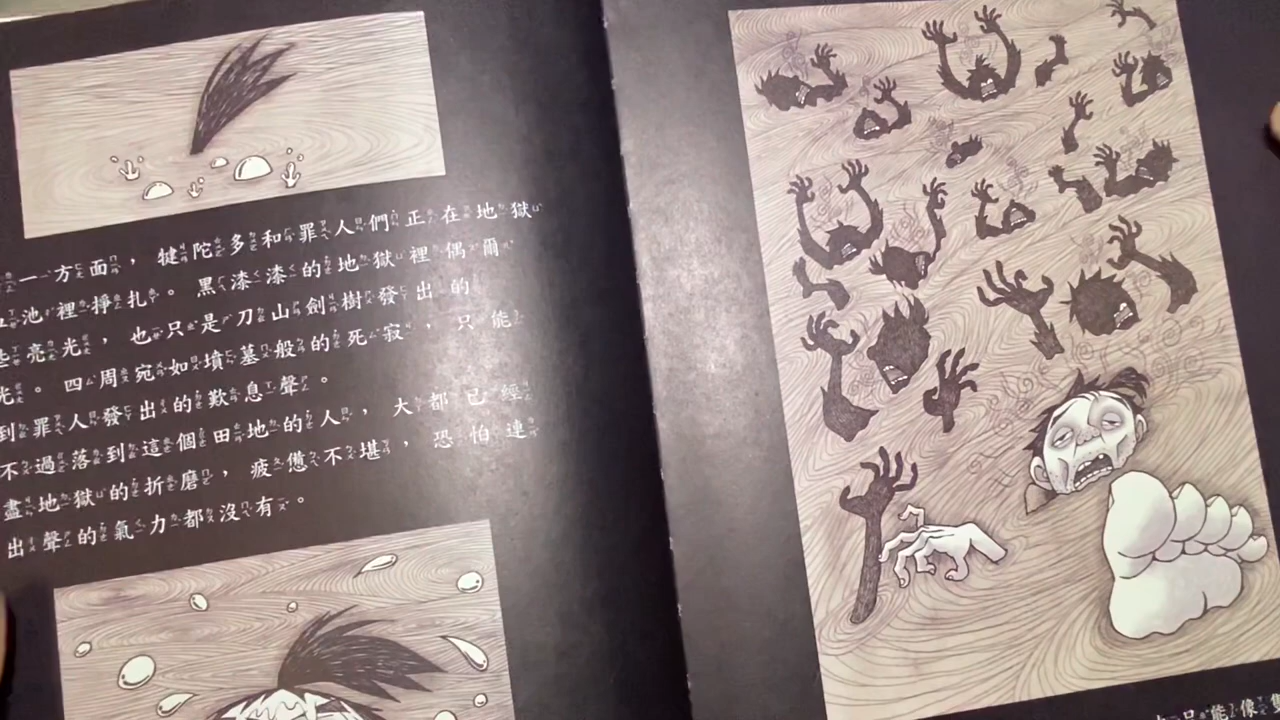 一方面，犍陀多和罪人們正在地獄
池裡掙扎。黑漆漆的地獄裡偶爾
些亮光，也只是刀山劍樹發出的
光。四周宛如墳墓般的死寂，只能
到罪人發出的歎息聲。
不過落到這個田地的人，大都已經
盡地獄的折磨，疲憊不堪，恐怕連
出聲的氣力都沒有。
只能像隻